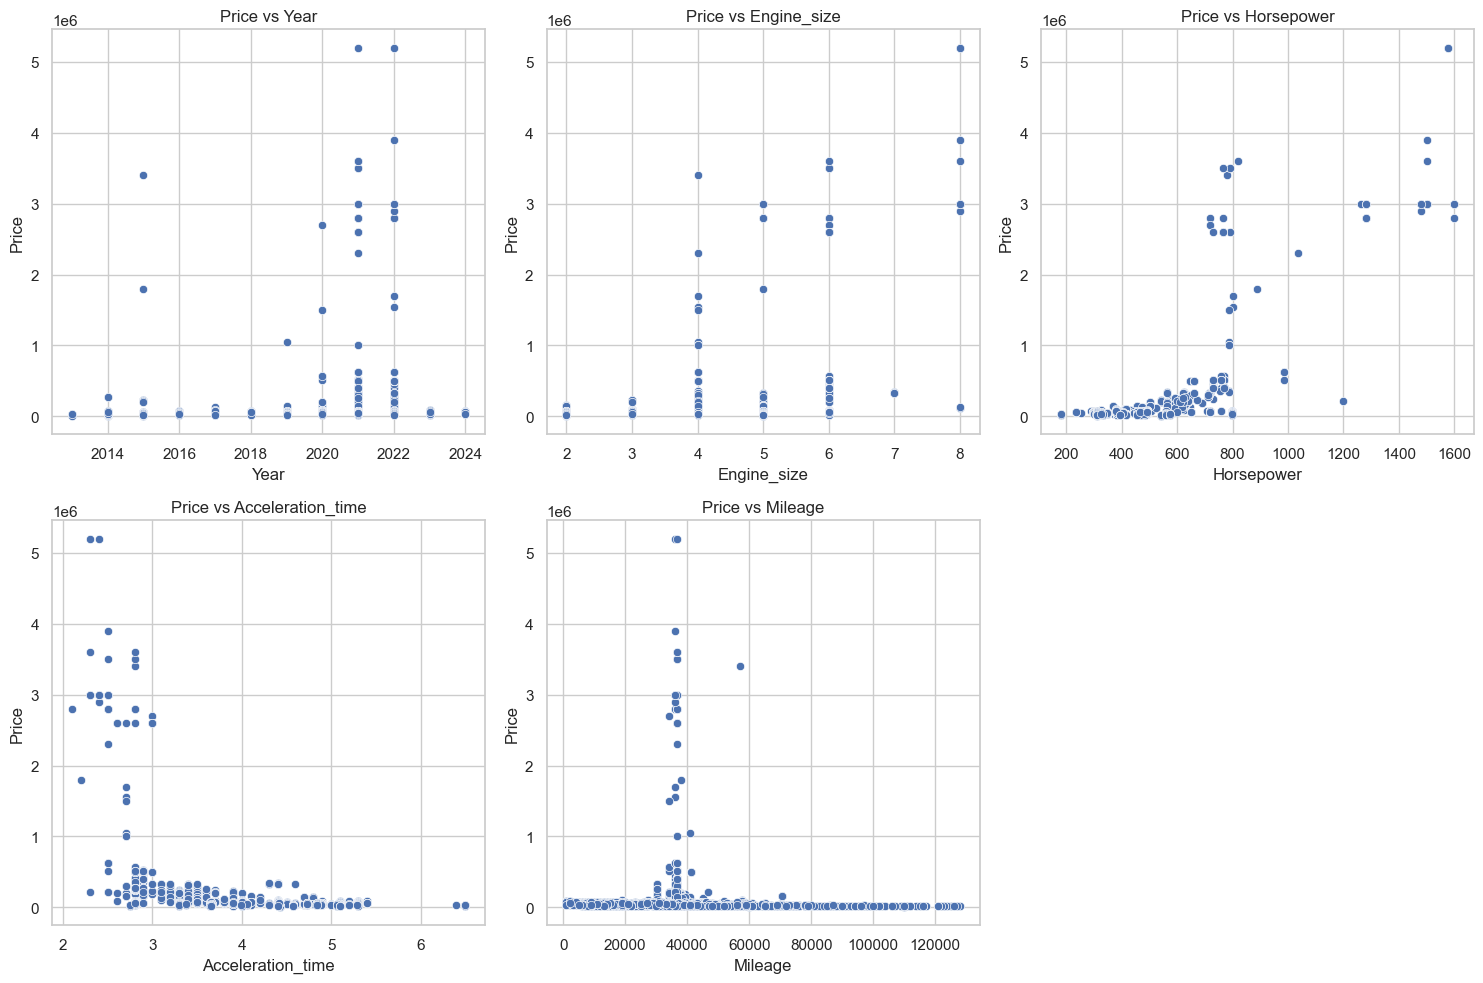 Price vs Year
1e6
Price
5
4
3
2
1
0
2014 2016 2018 2020 2022 2024
Year
Price vs Engine_size
1e6
Price
5
4
3
2
1
0
2 3 4 5 6 7 8
Engine_size
Price vs Horsepower
1e6
Price
5
4
3
2
1
0
200 400 600 800 1000 1200 1400 1600
Horsepower
Price vs Acceleration_time
1e6
Price
5
4
3
2
1
0
2 3 4 5 6
Acceleration_time
Price vs Mileage
1e6
Price
5
4
3
2
1
0
0 20000 40000 60000 80000 100000 120000
Mileage